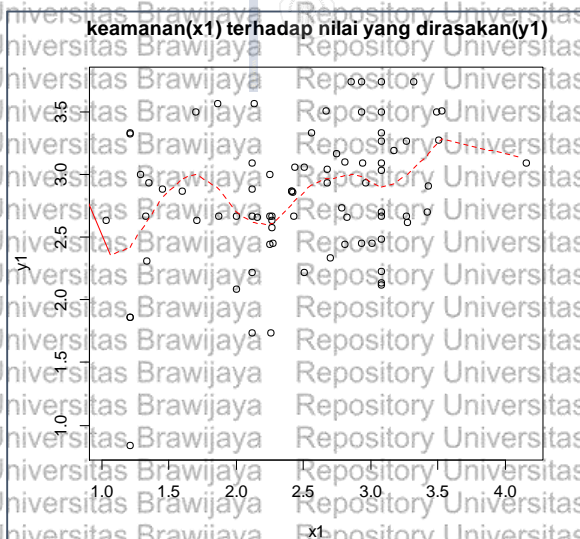 keamanan(x1) terhadap nilai yang dirasakan(y1)
y1
3.5
3.0
2.5
2.0
1.5
1.0
1.0 1.5 2.0 2.5 3.0 3.5 4.0
x1
Universitas Brawijaya Repository Universitas